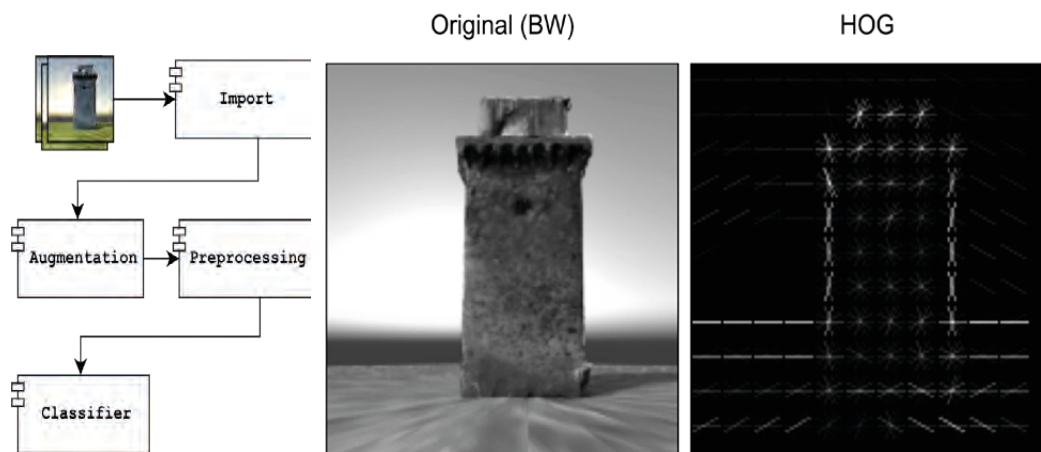 Original (BW)
HOG
Import
Augmentation
Preprocessing
Classifier